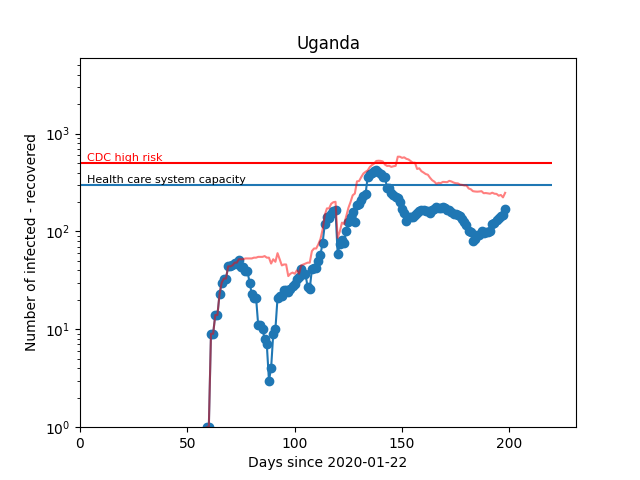 Uganda
Number of infected - recovered
10³
10²
10¹
10⁰
CDC high risk
Health care system capacity
0
50
100
150
200
Days since 2020-01-22